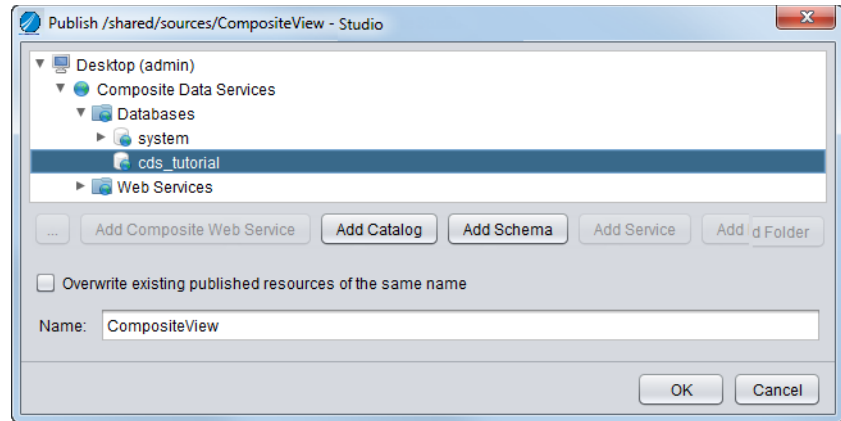 Publish /shared/sources/CompositeView - Studio
Desktop (admin)
Composite Data Services
Databases
system
cds_tutorial
Web Services
... Add Composite Web Service Add Catalog Add Schema Add Service Add d Folder
Overwrite existing published resources of the same name
Name: CompositeView
OK Cancel